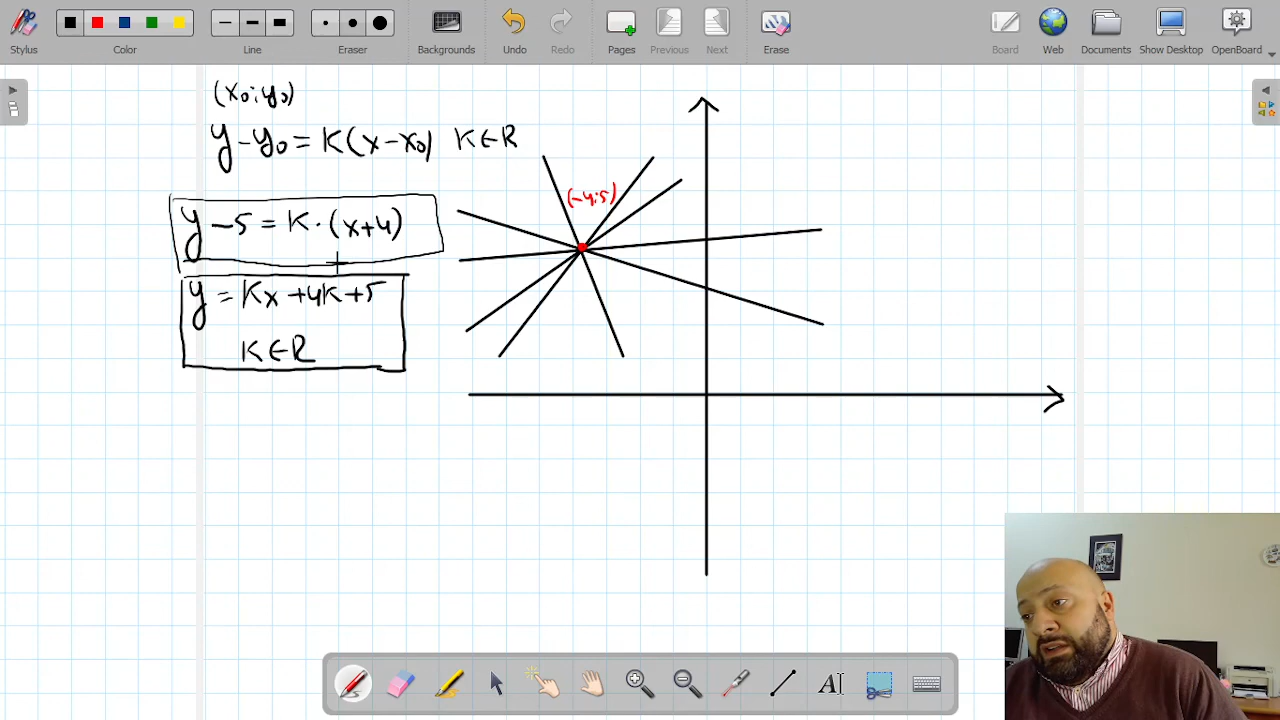 Stylus Color Line Eraser Backgrounds Undo Redo Pages Previous Next Erase Board Web Documents Show Desktop OpenBoard
(x₀;y₀)
y-y₀=K(x-x₀) K∈R
(-4;5)
y-5=K·(x+4)
y=Kx+4K+5
K∈R